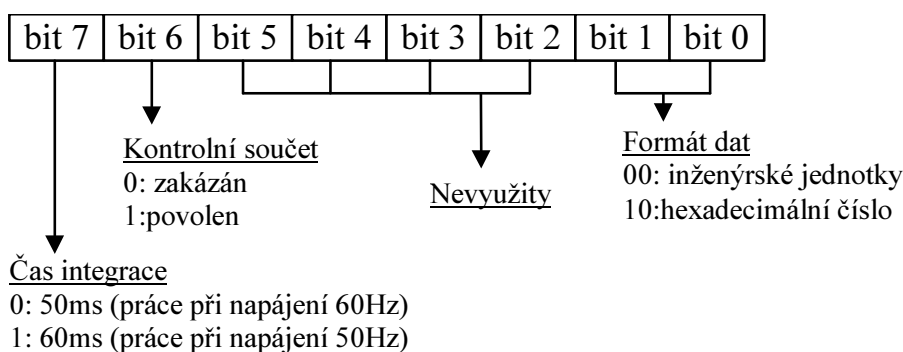 bit 7 bit 6 bit 5 bit 4 bit 3 bit 2 bit 1 bit 0
Kontrolní součet
0: zakázán
1:povolen
Nevyužity
Formát dat
00: inženýrské jednotky
10:hexadecimální číslo
Čas integrace
0: 50ms (práce při napájení 60Hz)
1: 60ms (práce při napájení 50Hz)